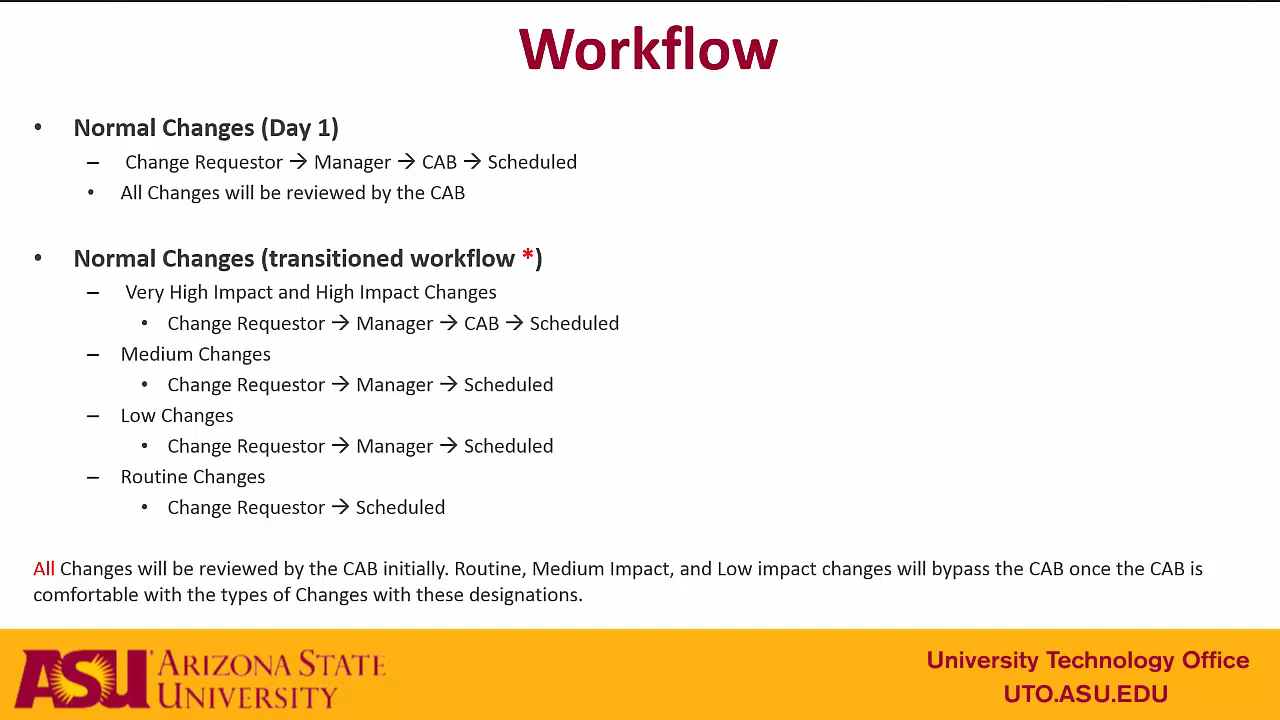 Workflow
• Normal Changes (Day 1)
– Change Requestor → Manager → CAB → Scheduled
• All Changes will be reviewed by the CAB
• Normal Changes (transitioned workflow *)
– Very High Impact and High Impact Changes
• Change Requestor → Manager → CAB → Scheduled
– Medium Changes
• Change Requestor → Manager → Scheduled
– Low Changes
• Change Requestor → Manager → Scheduled
– Routine Changes
• Change Requestor → Scheduled
All Changes will be reviewed by the CAB initially. Routine, Medium Impact, and Low impact changes will bypass the CAB once the CAB is
comfortable with the types of Changes with these designations.
ASU ARIZONA STATE
UNIVERSITY
University Technology Office
UTO.ASU.EDU